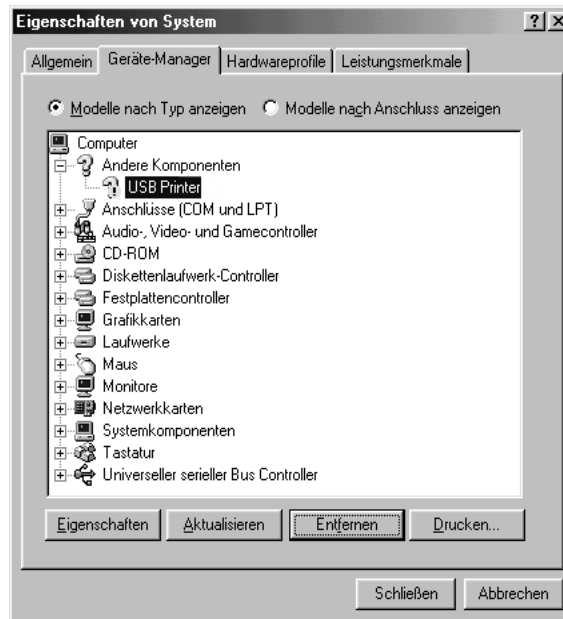 Eigenschaften von System
Allgemein Geräte-Manager Hardwareprofile Leistungsmerkmale
Modelle nach Typ anzeigen Modelle nach Anschluss anzeigen
Computer
Andere Komponenten
USB Printer
Anschlüsse (COM und LPT)
Audio-, Video- und Gamecontroller
CD-ROM
Diskettenlaufwerk-Controller
Festplattencontroller
Grafikkarten
Laufwerke
Maus
Monitore
Netzwerkkarten
Systemkomponenten
Tastatur
Universeller serieller Bus Controller
Eigenschaften Aktualisieren Entfernen Drucken...
Schließen Abbrechen